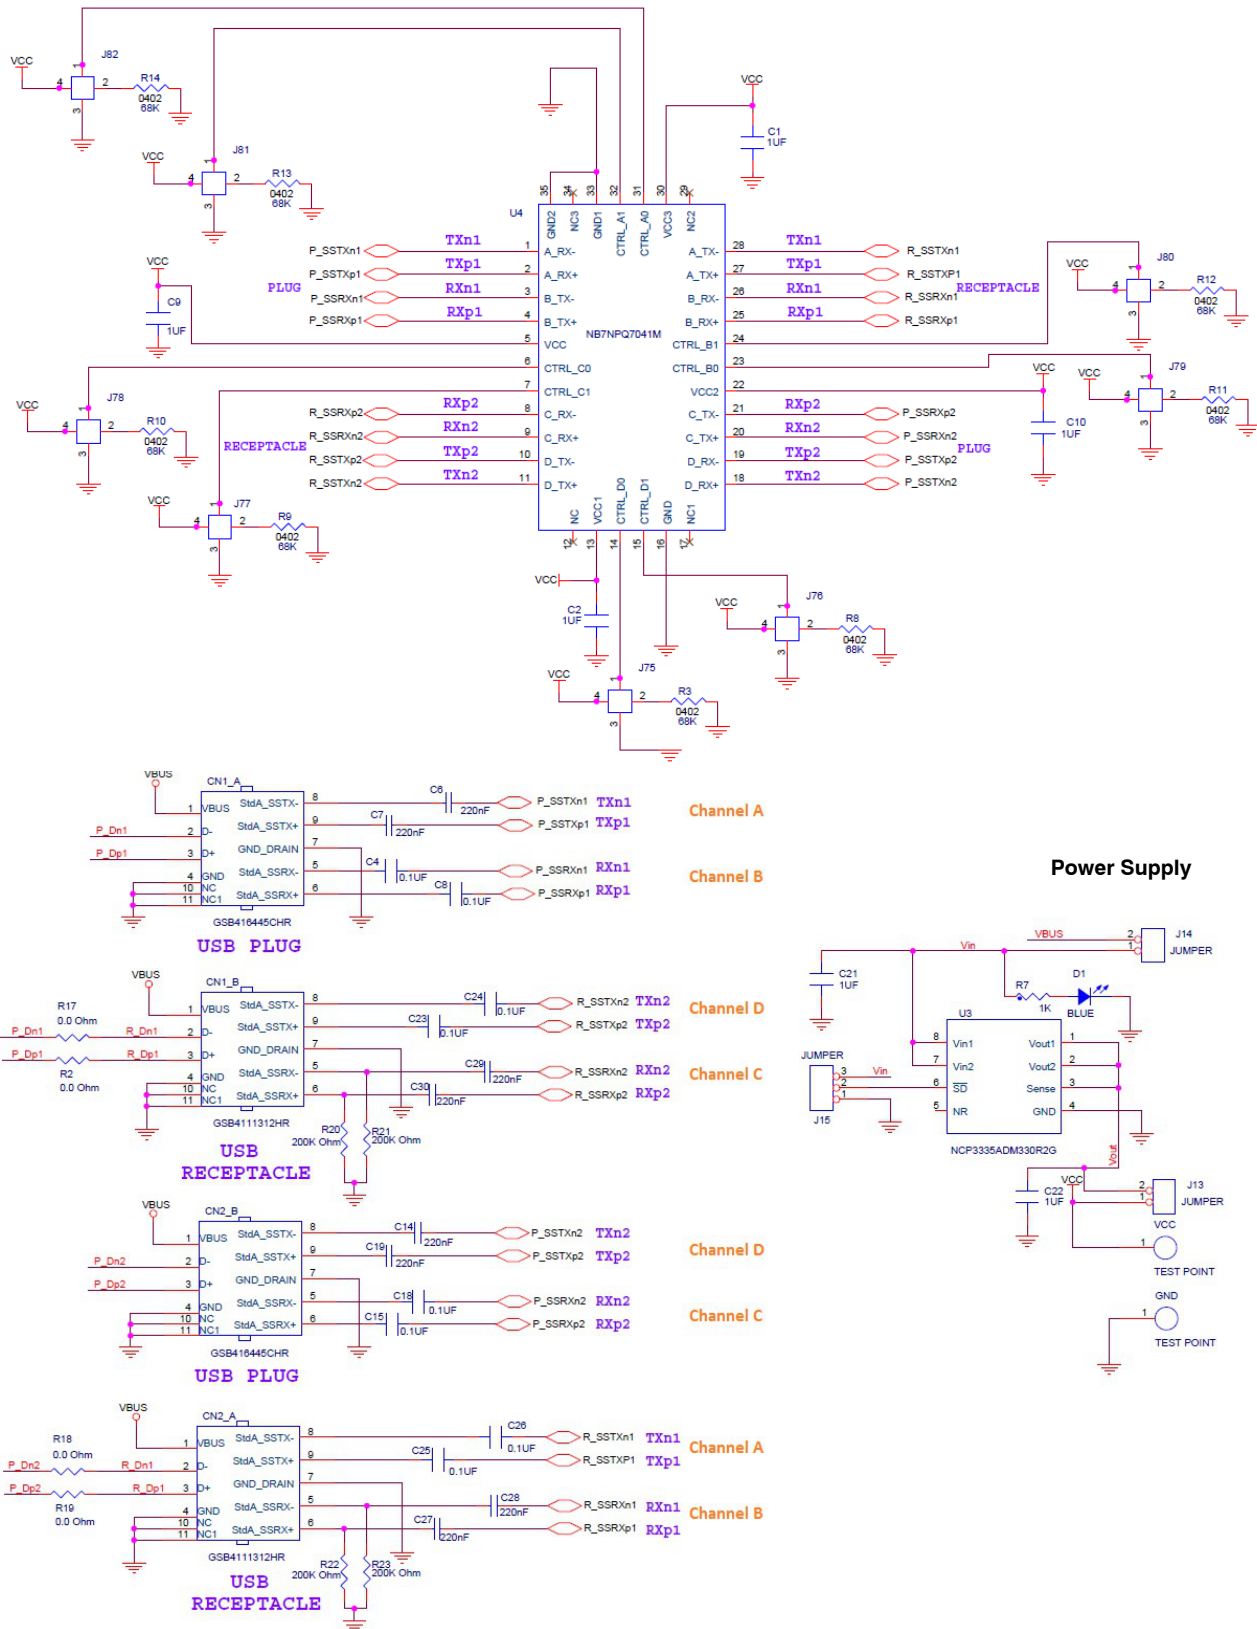 J82
VCC
1
4
2
3
R14
0402
68K
J81
VCC
1
4
2
3
R13
0402
68K
VCC
C1
1UF
35
34
33
32
31
30
29
U4
GND2
NC3
GND1
CTRL_A1
CTRL_A0
VCC3
NC2
P_SSTXn1 TXn1 1 A_RX- A_TX- 28 TXn1 R_SSTXn1
P_SSTXp1 TXp1 2 A_RX+ A_TX+ 27 TXp1 R_SSTXP1
PLUG
RECEPTACLE
P_SSRXn1 RXn1 3 B_TX- B_RX- 26 RXn1 R_SSRXn1
P_SSRXp1 RXp1 4 B_TX+ B_RX+ 25 RXp1 R_SSRXp1
NB7NPQ7041M
5 VCC CTRL_B1 24
6 CTRL_C0 CTRL_B0 23
7 CTRL_C1 VCC2 22
R_SSRXp2 RXp2 8 C_RX- C_TX- 21 RXp2 P_SSRXp2
R_SSRXn2 RXn2 9 C_RX+ C_TX+ 20 RXn2 P_SSRXn2
RECEPTACLE
PLUG
R_SSTXp2 TXp2 10 D_TX- D_RX- 19 TXp2 P_SSTXp2
R_SSTXn2 TXn2 11 D_TX+ D_RX+ 18 TXn2 P_SSTXn2
NC
VCC1
CTRL_D0
CTRL_D1
GND
NC1
12
13
14
15
16
17
VCC
C9
1UF
J80
VCC
1
4
2
3
R12
0402
68K
J79
VCC
1
4
2
3
R11
0402
68K
VCC
C10
1UF
J78
VCC
1
4
2
3
R10
0402
68K
J77
VCC
1
4
2
3
R9
0402
68K
VCC
C2
1UF
J76
VCC
1
4
2
3
R8
0402
68K
J75
VCC
1
4
2
3
R3
0402
68K
VBUS
CN1_A
1 VBUS StdA_SSTX- 8 C6 220nF P_SSTXn1 TXn1
P_Dn1 2 D- StdA_SSTX+ 9 C7 220nF P_SSTXp1 TXp1
Channel A
P_Dp1 3 D+ GND_DRAIN 7
4 GND StdA_SSRX- 5 C4 0.1UF P_SSRXn1 RXn1
10 NC StdA_SSRX+ 6 C8 0.1UF P_SSRXp1 RXp1
11 NC1
Channel B
GSB416445CHR
USB PLUG
VBUS
CN1_B
1 VBUS StdA_SSTX- 8 C24 0.1UF R_SSTXn2 TXn2
R17
0.0 Ohm
P_Dn1 R_Dn1 2 D- StdA_SSTX+ 9 C23 0.1UF R_SSTXp2 TXp2
Channel D
P_Dp1 R_Dp1 3 D+ GND_DRAIN 7
R2
0.0 Ohm
4 GND StdA_SSRX- 5 C29 220nF R_SSRXn2 RXn2
10 NC StdA_SSRX+ 6 C30 220nF R_SSRXp2 RXp2
11 NC1
Channel C
GSB4111312HR
R20
200K Ohm
R21
200K Ohm
USB
RECEPTACLE
VBUS
CN2_B
1 VBUS StdA_SSTX- 8 C14 220nF P_SSTXn2 TXn2
P_Dn2 2 D- StdA_SSTX+ 9 C19 220nF P_SSTXp2 TXp2
Channel D
P_Dp2 3 D+ GND_DRAIN 7
4 GND StdA_SSRX- 5 C18 0.1UF P_SSRXn2 RXn2
10 NC StdA_SSRX+ 6 C15 0.1UF P_SSRXp2 RXp2
11 NC1
Channel C
GSB416445CHR
USB PLUG
VBUS
CN2_A
1 VBUS StdA_SSTX- 8 C26 0.1UF R_SSTXn1 TXn1
R18
0.0 Ohm
P_Dn2 R_Dn1 2 D- StdA_SSTX+ 9 C25 0.1UF R_SSTXP1 TXp1
Channel A
P_Dp2 R_Dp1 3 D+ GND_DRAIN 7
R19
0.0 Ohm
4 GND StdA_SSRX- 5 C28 220nF R_SSRXn1 RXn1
10 NC StdA_SSRX+ 6 C27 220nF R_SSRXp1 RXp1
11 NC1
Channel B
GSB4111312HR
R22
200K Ohm
R23
200K Ohm
USB
RECEPTACLE
Power Supply
VBUS 2 J14
Vin 1 JUMPER
C21
1UF
R7
1K
D1
BLUE
U3
8 Vin1 Vout1 1
7 Vin2 Vout2 2
6 SD Sense 3
5 NR GND 4
NCP3335ADM330R2G
JUMPER
3 Vin
2
1
J15
Vout
C22
1UF
VCC
2 J13
1 JUMPER
VCC
1
TEST POINT
GND
1
TEST POINT